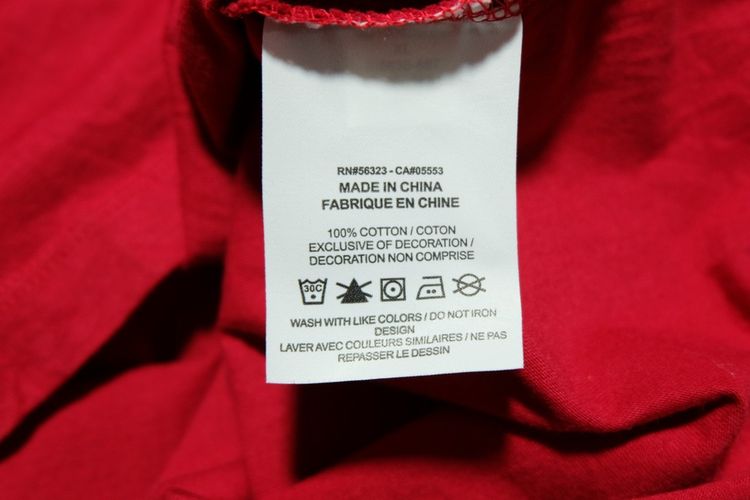 RN#56323 - CA#05553
MADE IN CHINA
FABRIQUE EN CHINE
100% COTTON / COTON
EXCLUSIVE OF DECORATION /
DECORATION NON COMPRISE
30C
WASH WITH LIKE COLORS / DO NOT IRON
DESIGN
LAVER AVEC COULEURS SIMILAIRES / NE PAS
REPASSER LE DESSIN